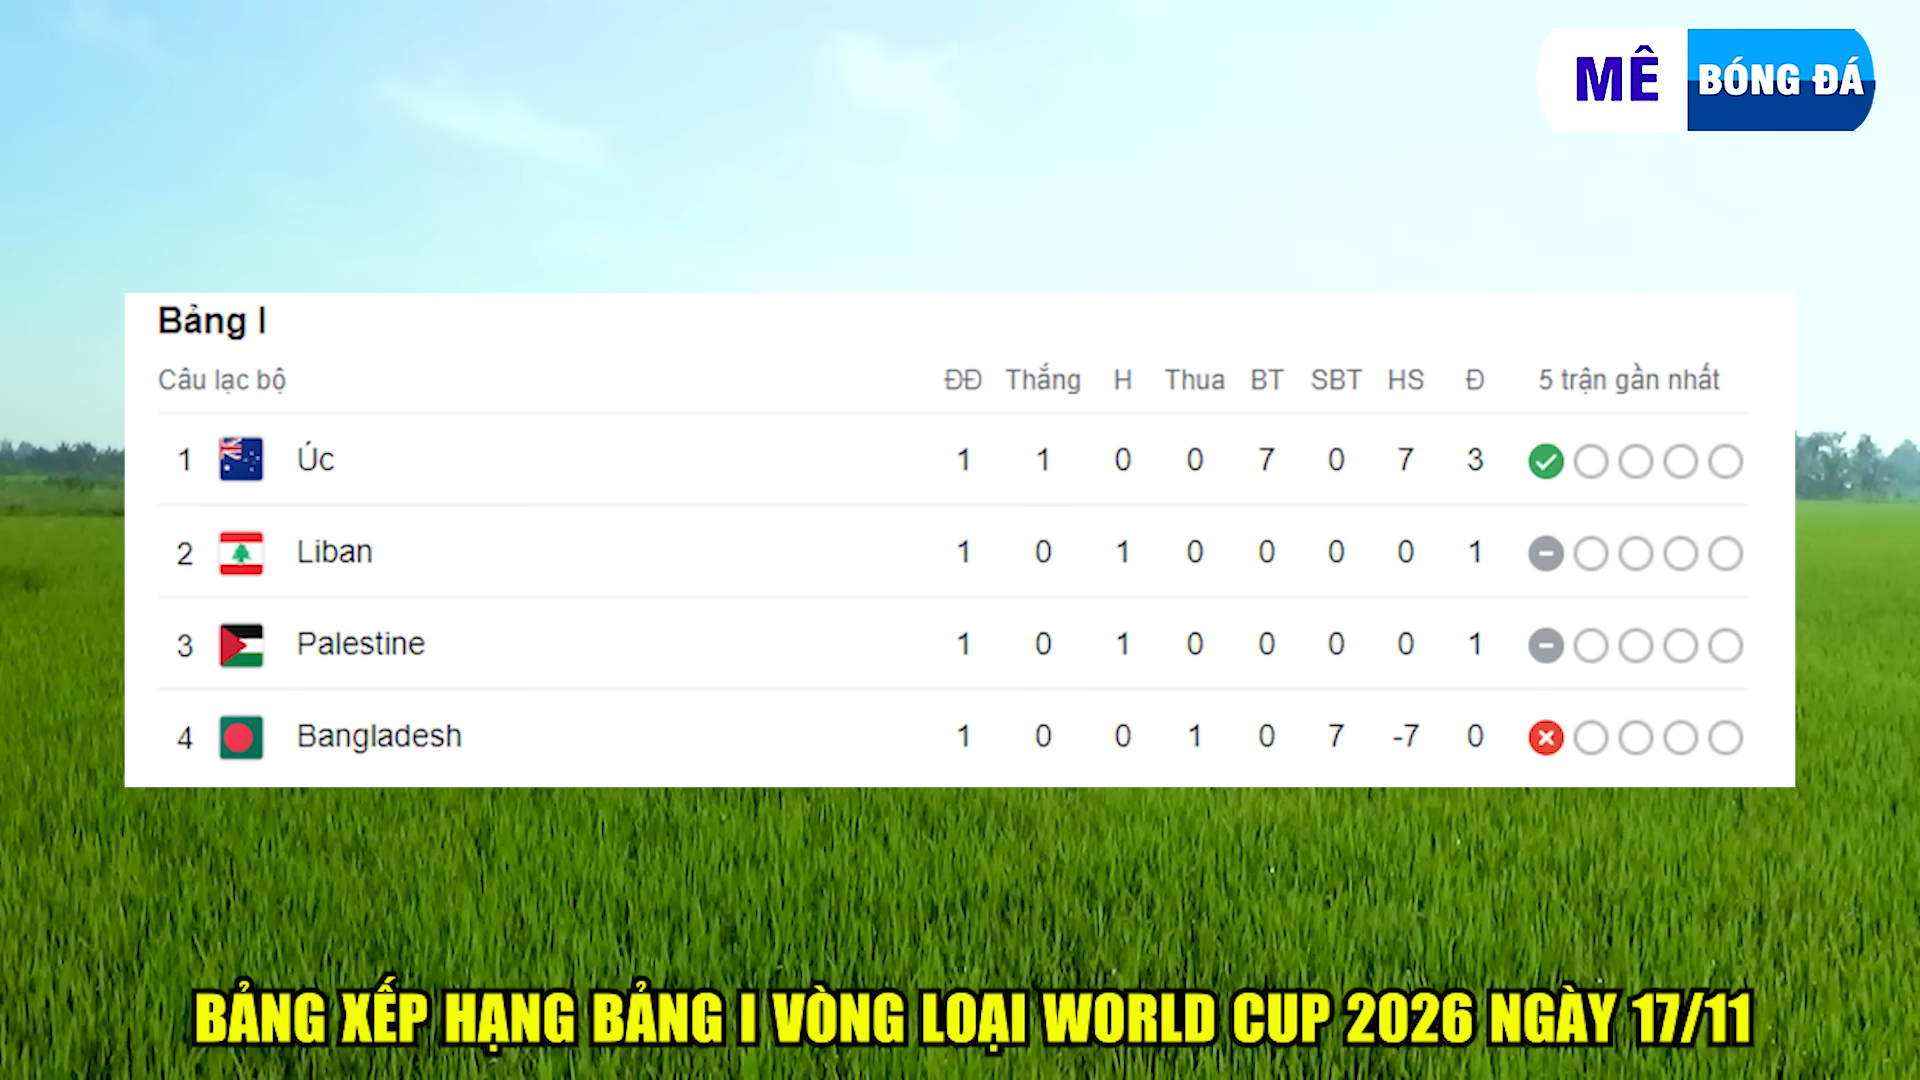 MÊ BÓNG ĐÁ
Bảng I
Câu lạc bộ ĐĐ Thắng H Thua BT SBT HS Đ 5 trận gần nhất
1 Úc 1 1 0 0 7 0 7 3
2 Liban 1 0 1 0 0 0 0 1
3 Palestine 1 0 1 0 0 0 0 1
4 Bangladesh 1 0 0 1 0 7 -7 0
BẢNG XẾP HẠNG BẢNG I VÒNG LOẠI WORLD CUP 2026 NGÀY 17/11